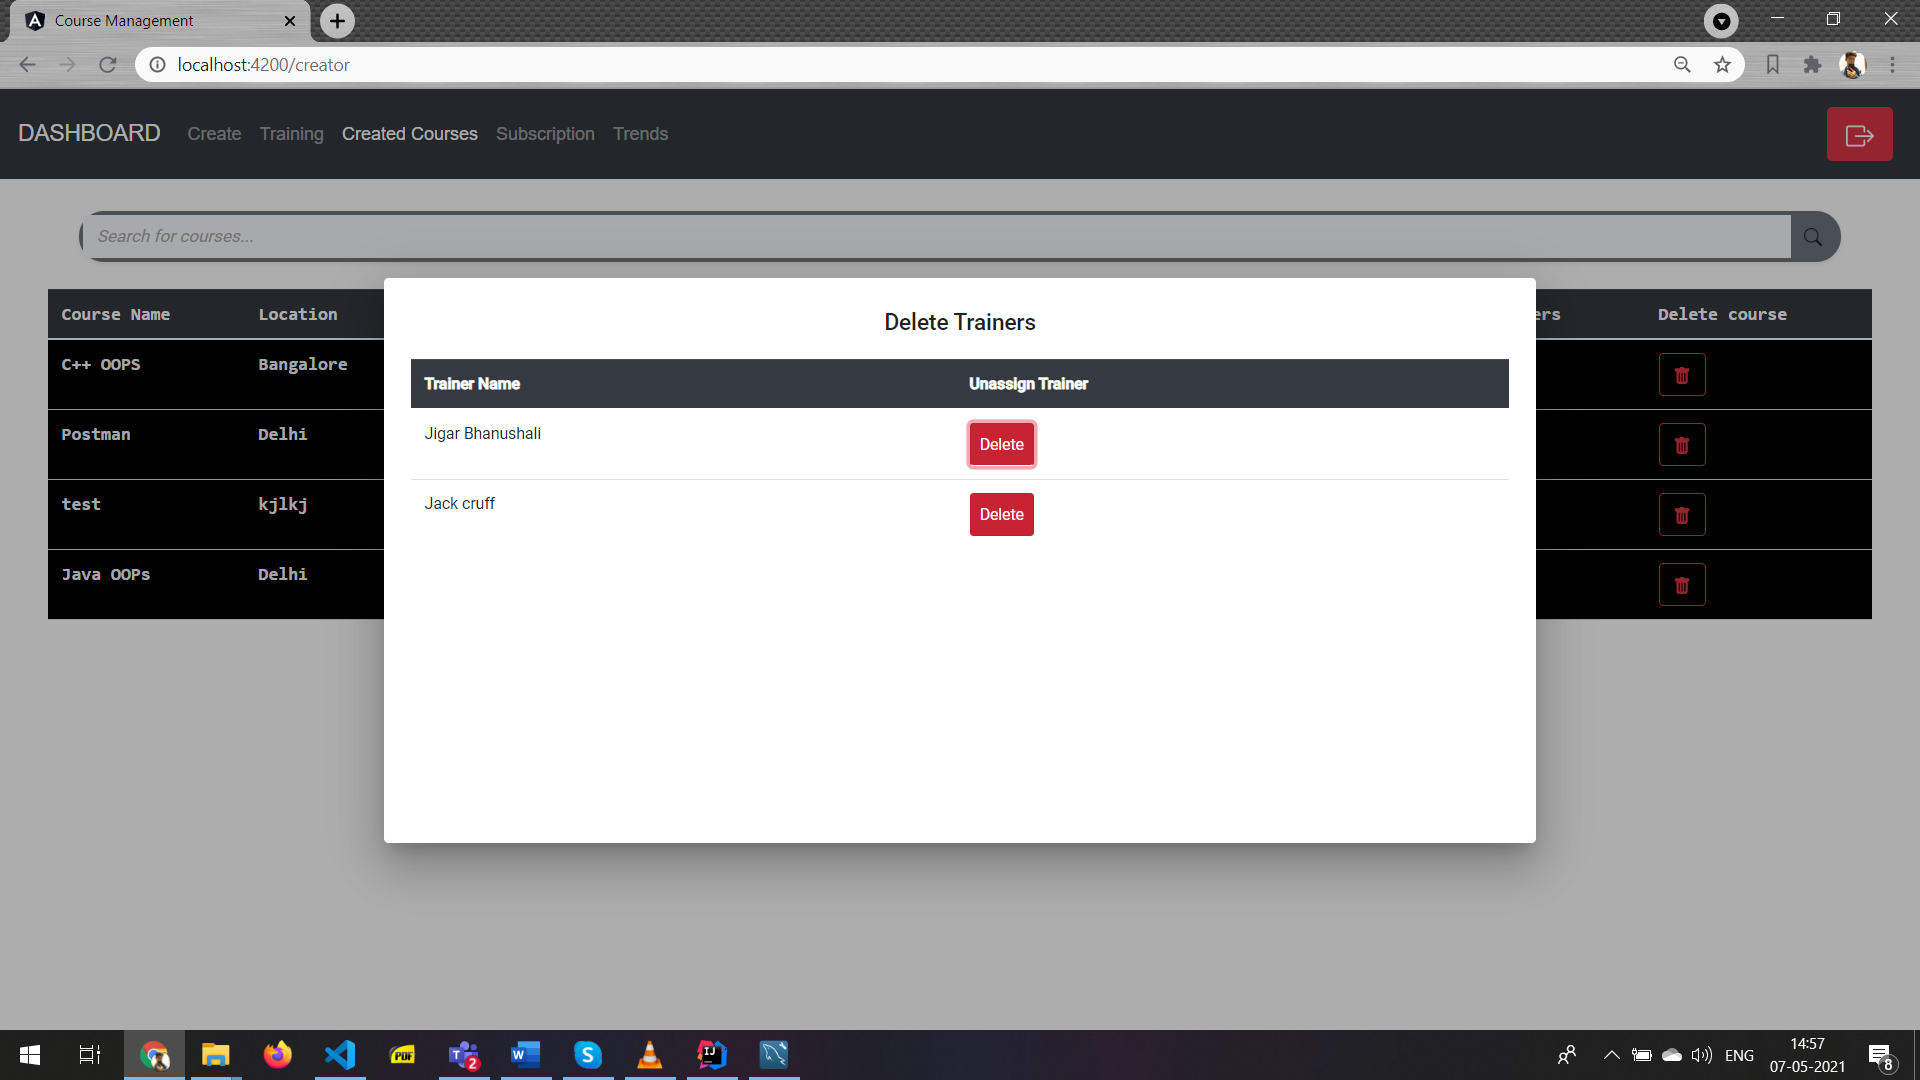 Course Management
localhost:4200/creator
DASHBOARD Create Training Created Courses Subscription Trends
Search for courses...
Course Name Location ers Delete course
Delete Trainers
Trainer Name Unassign Trainer
C++ OOPS Bangalore
Jigar Bhanushali Delete
Postman Delhi
Jack cruff Delete
test kjlkj
Java OOPs Delhi
PDF
T 2
W
S
IJ
ENG
14:57
07-05-2021
8